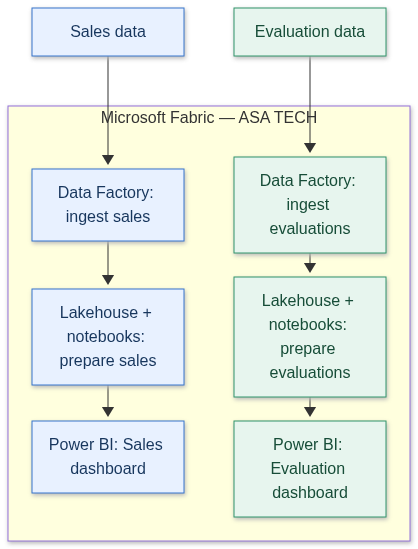 Sales data
Evaluation data
Microsoft Fabric — ASA TECH
Data Factory:
ingest sales
Data Factory:
ingest
evaluations
Lakehouse +
notebooks:
prepare sales
Lakehouse +
notebooks:
prepare
evaluations
Power BI: Sales
dashboard
Power BI:
Evaluation
dashboard